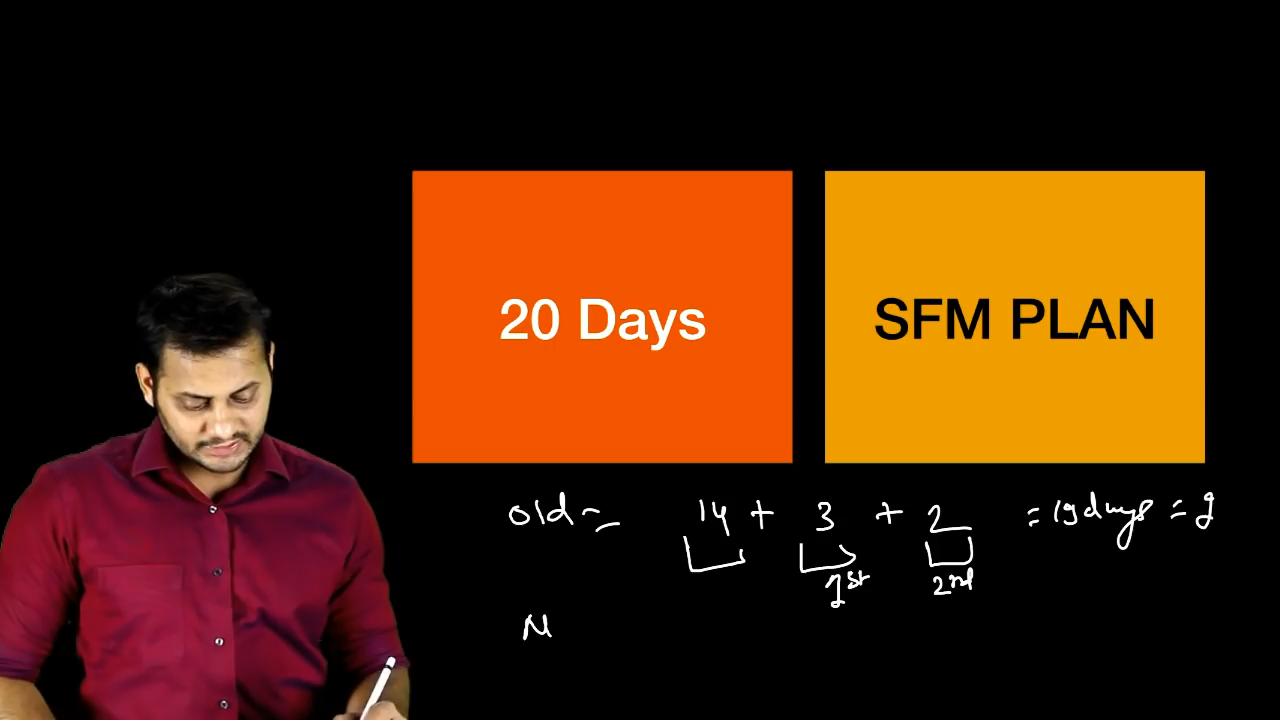 20 Days
SFM PLAN
old = 14 + 3 + 2 = 19 days =
1st 2nd
N